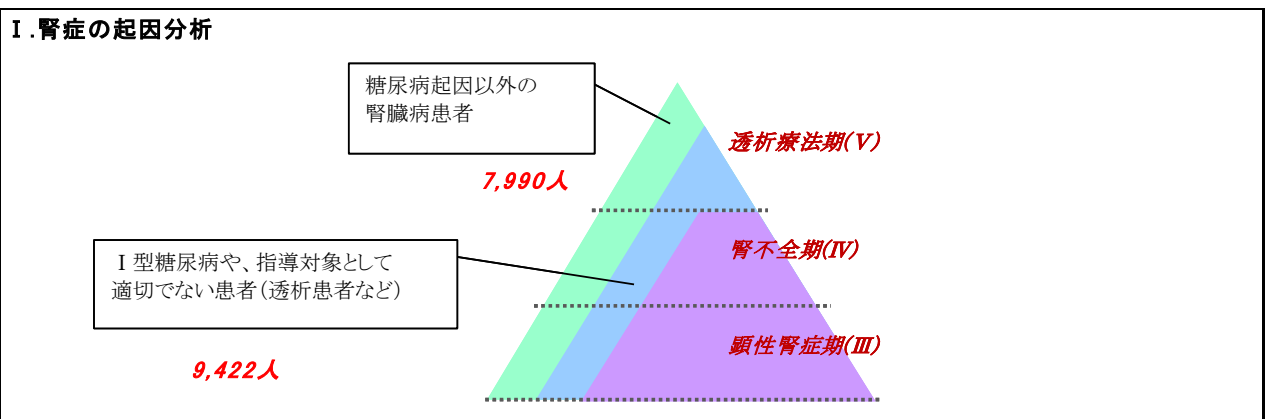 Ⅰ.腎症の起因分析
糖尿病起因以外の
腎臓病患者
透析療法期(Ⅴ)
7,990人
腎不全期(Ⅳ)
Ⅰ型糖尿病や、指導対象として
適切でない患者(透析患者など)
顕性腎症期(Ⅲ)
9,422人